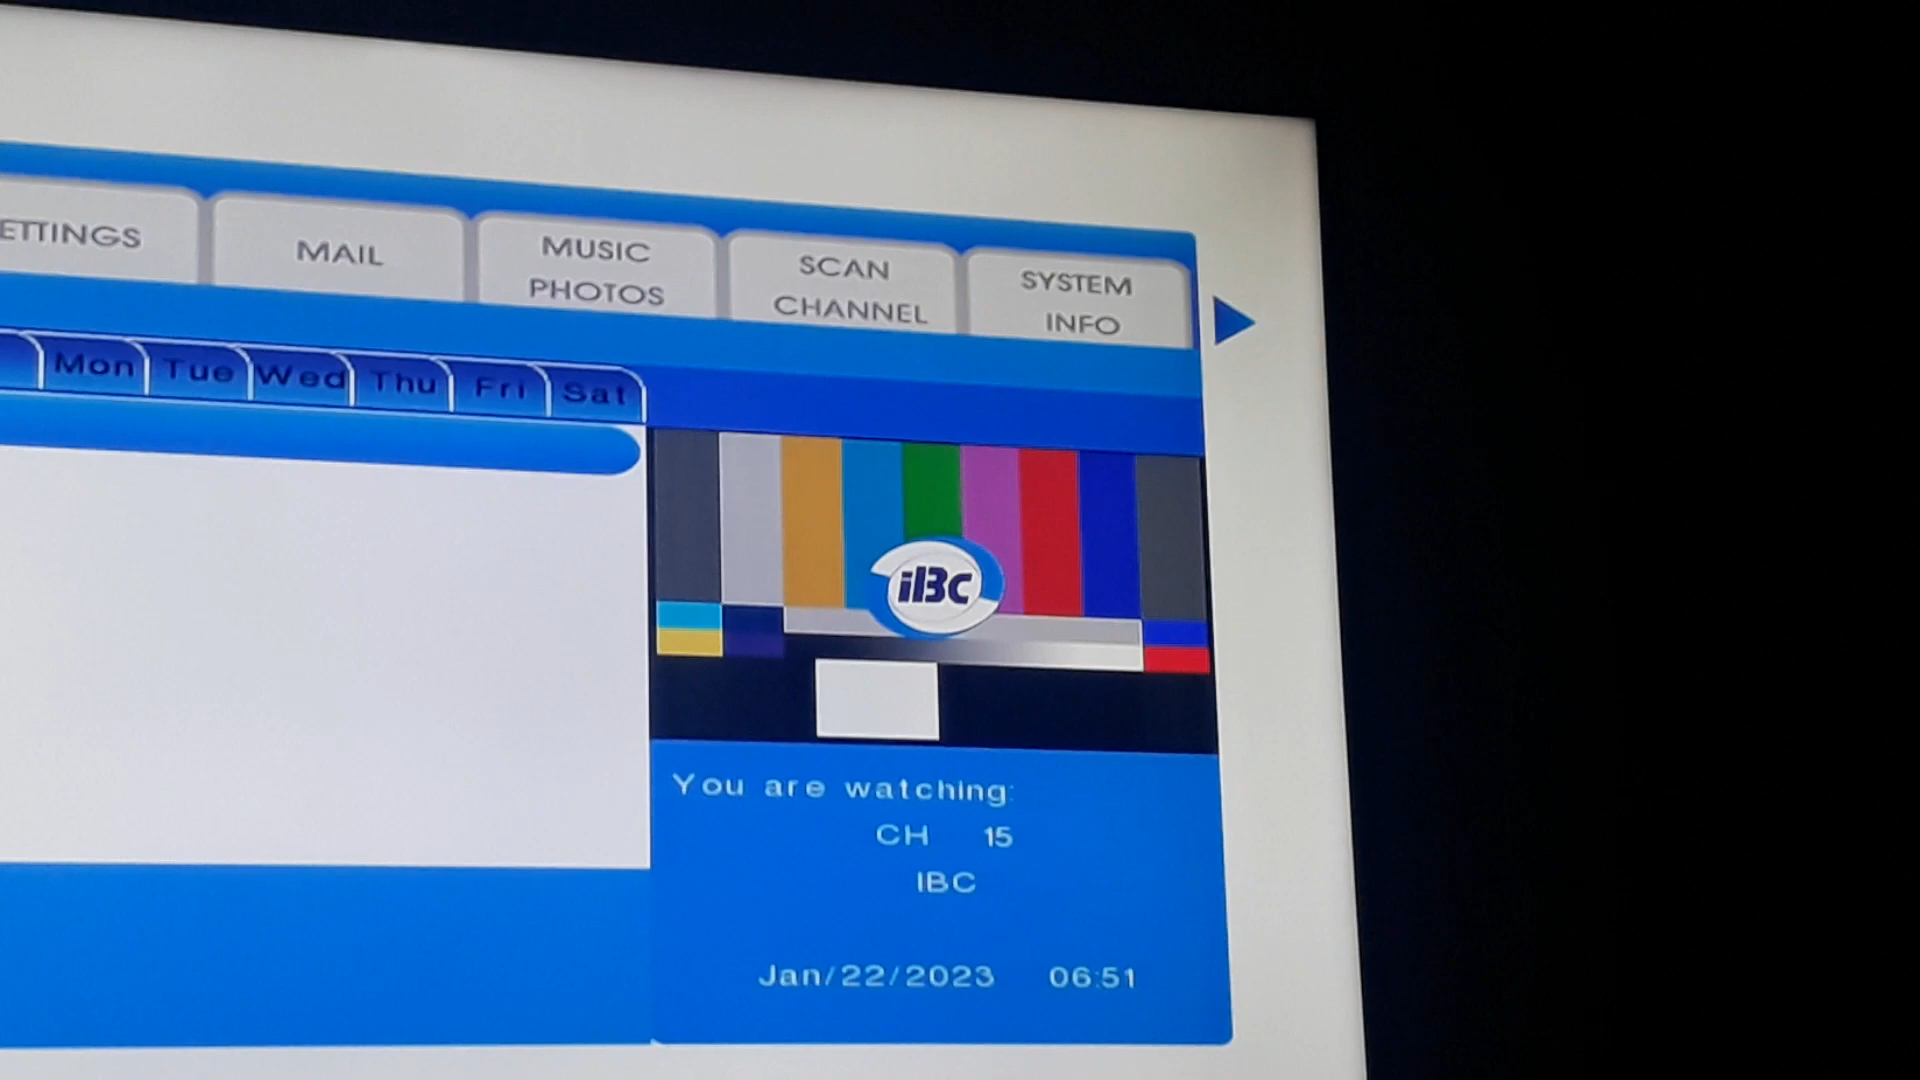 ETTINGS
MAIL
MUSIC
PHOTOS
SCAN
CHANNEL
SYSTEM
INFO
Mon Tue Wed Thu Fri Sat
iBC
You are watching:
CH 15
IBC
Jan/22/2023 06:51